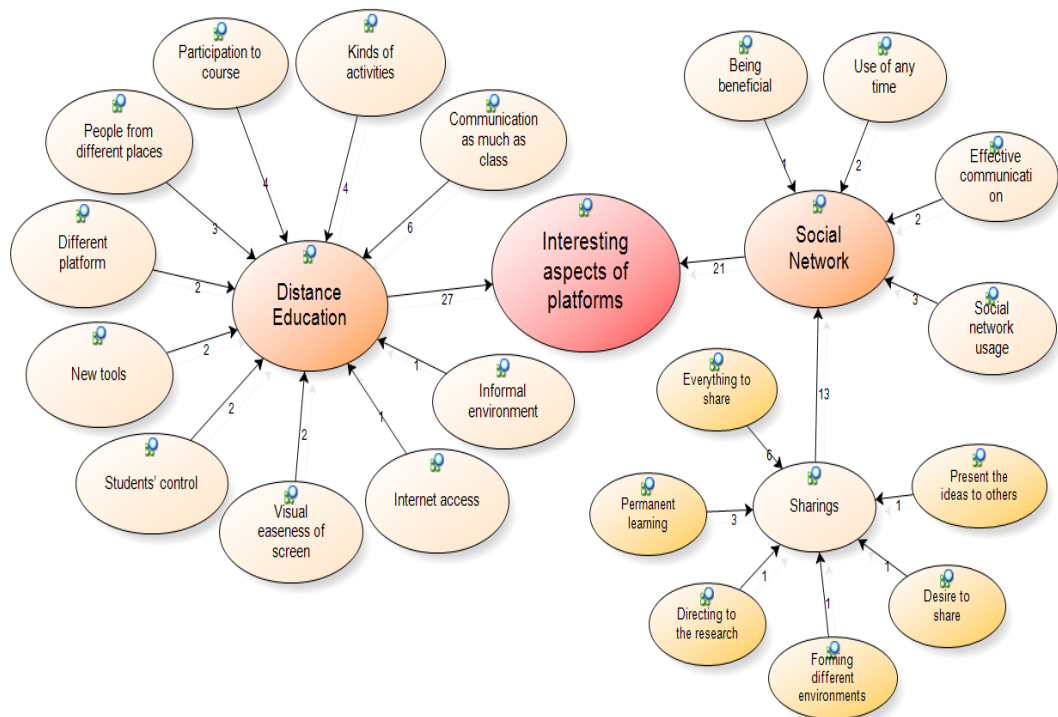 Participation to
course
Kinds of
activities
People from
different places
Communication
as much as
class
Different
platform
Distance
Education
New tools
Students' control
Visual
easeness of
screen
Internet access
Informal
environment
4
4
3
6
2
2
2
2
1
1
27
Interesting
aspects of
platforms
21
Being
beneficial
Use of any
time
Effective
communicati
on
Social
Network
Social
network
usage
1
2
2
3
13
Everything to
share
Permanent
learning
Sharings
Present the
ideas to others
Directing to
the research
Forming
different
environments
Desire to
share
6
3
1
1
1
1